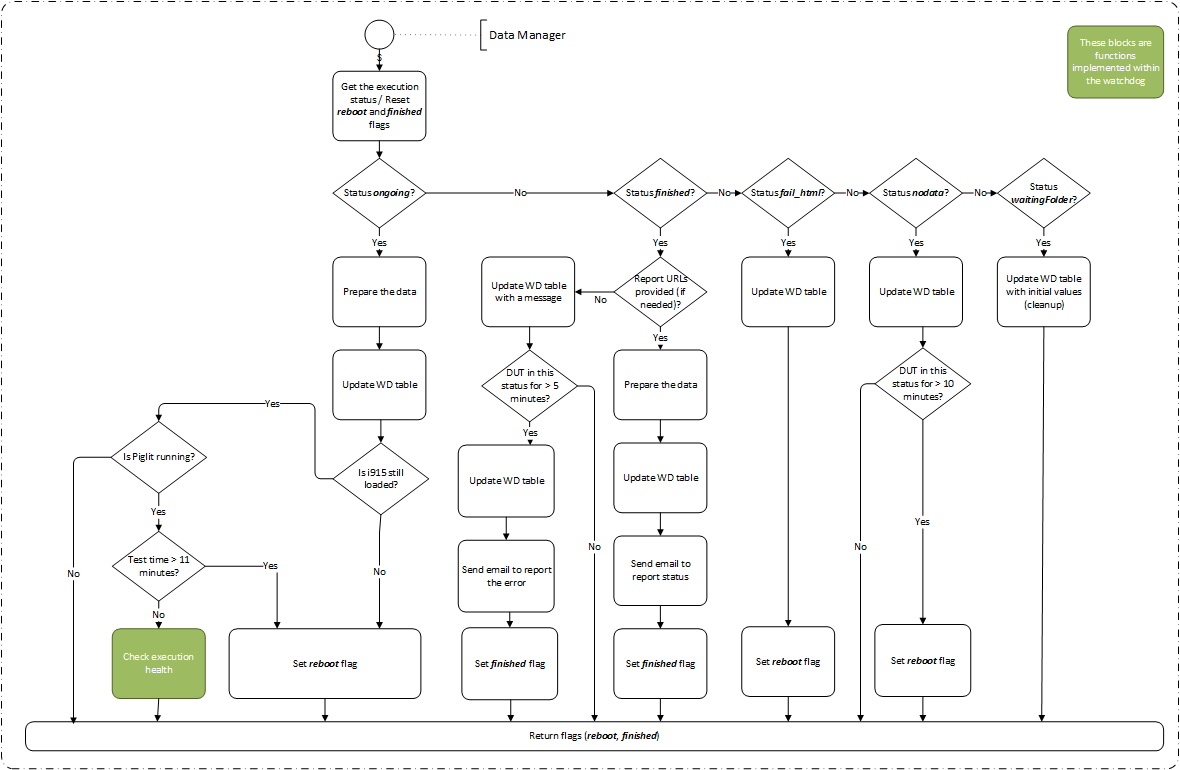 Data Manager
These blocks are
functions
implemented within
the watchdog
S
Get the execution
status / Reset
reboot and finished
flags
Status ongoing?
No
Status finished?
No
Status fail_html?
No
Status nodata?
No
Status
waitingFolder?
Yes
Yes
Yes
Yes
Yes
Prepare the data
Update WD table
with a message
No
Report URLs
provided (if
needed)?
Update WD table
Update WD table
Update WD table
with initial values
(cleanup)
Yes
Update WD table
DUT in this
status for > 5
minutes?
Prepare the data
DUT in this
status for > 10
minutes?
Yes
Yes
Is Piglit running?
Is i915 still
loaded?
Update WD table
Update WD table
Yes
Yes
Test time > 11
minutes?
Yes
No
No
Send email to report
the error
No
Send email to
report status
No
No
Check execution
health
Set reboot flag
Set finished flag
Set finished flag
Set reboot flag
Set reboot flag
Return flags (reboot, finished)